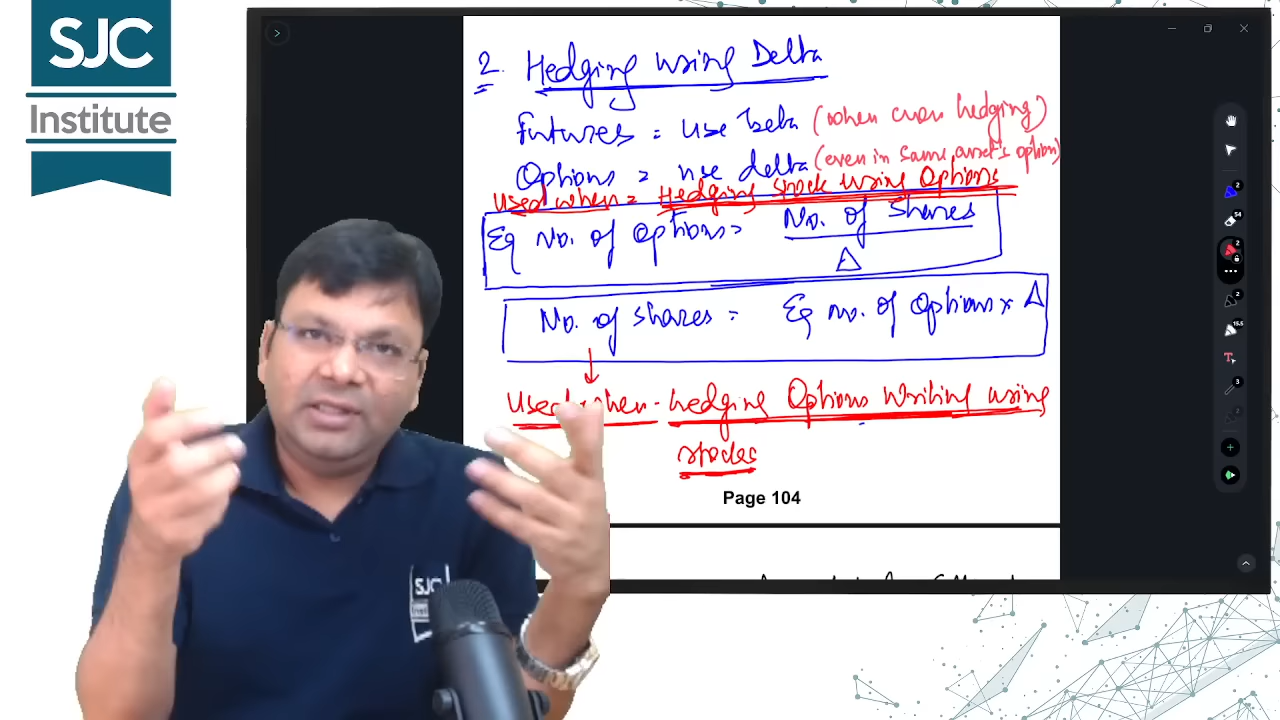 SJC
Institute
2. Hedging using Delta
Futures = use beta (when cross hedging)
Options = use delta (even in same asset's option)
Used when = Hedging stock using Options
Eq No. of options = No. of shares
Δ
No. of shares = Eq no. of options × Δ
Used when - hedging Options Writing using
stocks
Page 104
SJC